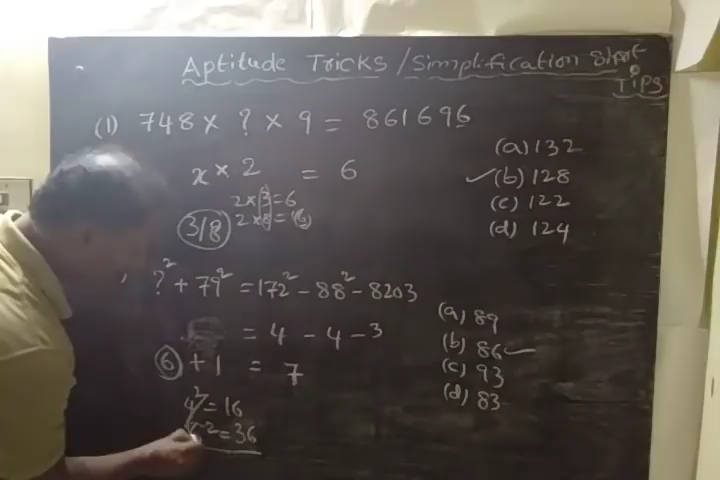 Aptitude Tricks / Simplification Short Tips
(1) 748 × ? × 9 = 861696
(a) 132
x × 2 = 6
✓(b) 128
2 × 3 = 6
(c) 122
3/8 2 × 8 = 16
(d) 124
?² + 79² = 172² - 88² - 8203
(a) 89
= 4 - 4 - 3
(b) 86 ✓
6 + 1 = 7
(c) 93
(d) 83
4² = 16
6² = 36